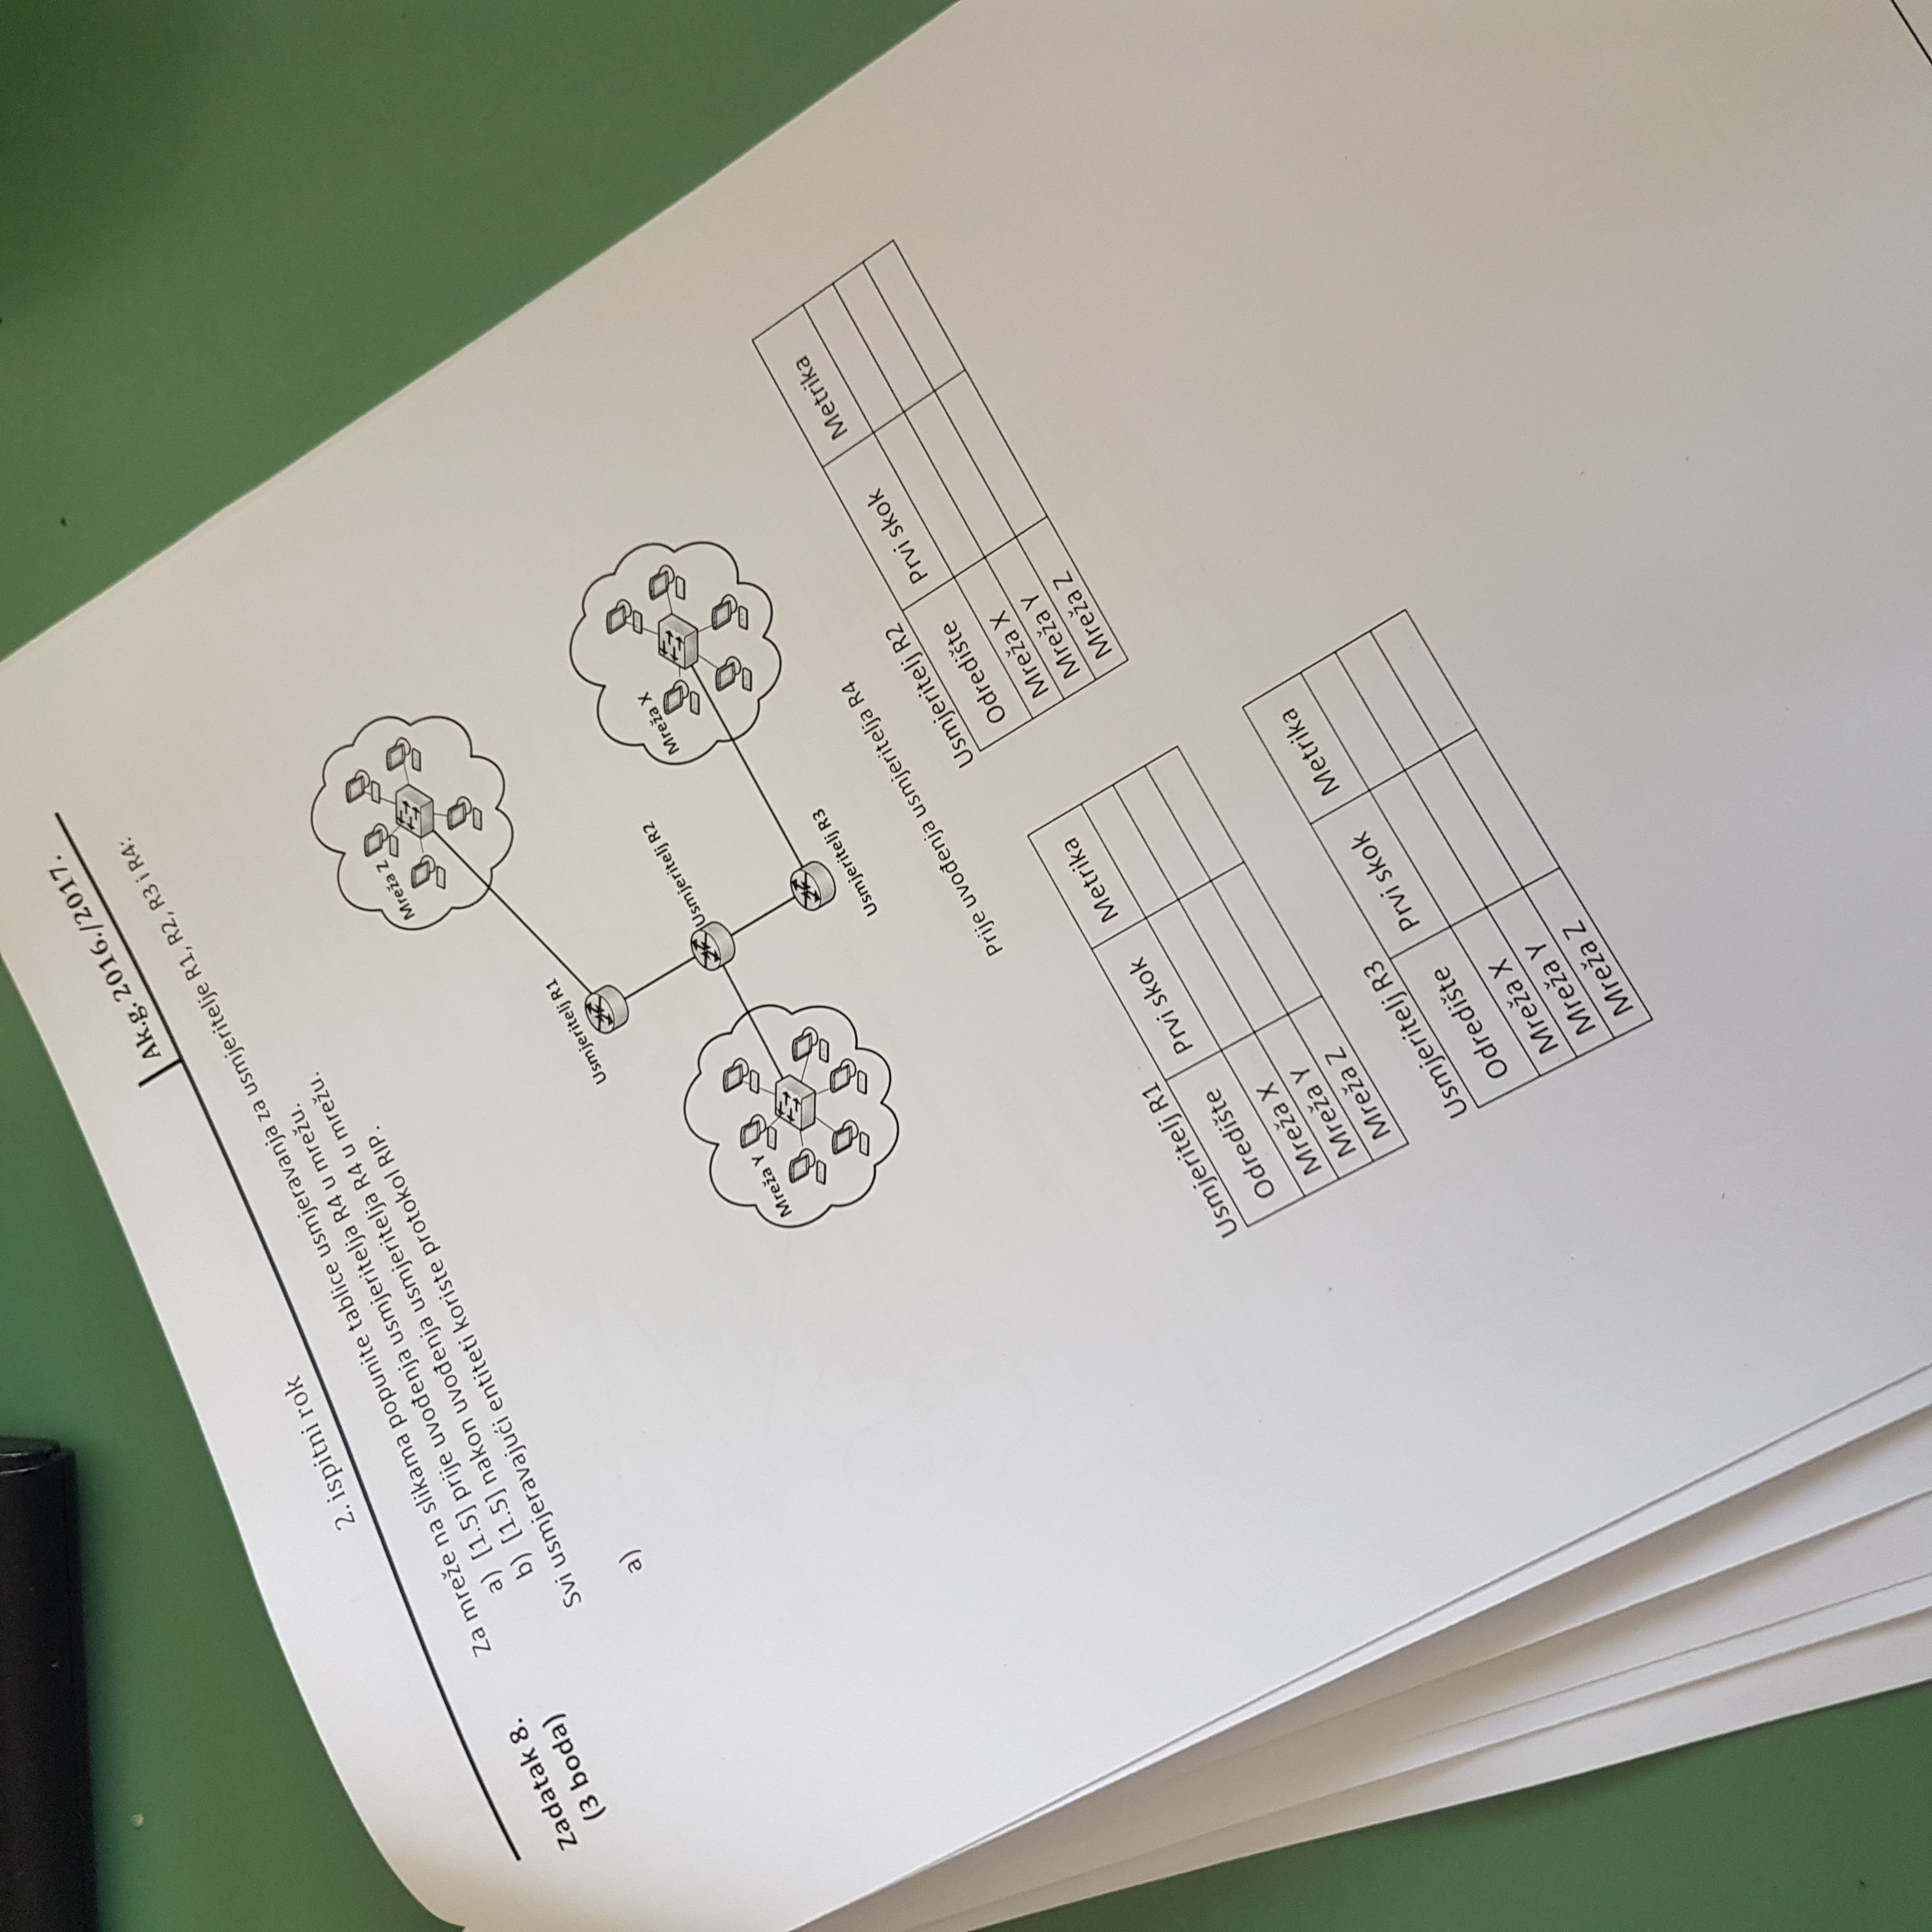 2. ispitni rok
Ak.g. 2016./2017.
Zadatak 8.
(3 boda)
Za mreže na slikama popunite tablice usmjeravanja za usmjeritelje R1, R2, R3 i R4:
a) [1.5] prije uvođenja usmjeritelja R4 u mrežu.
b) [1.5] nakon uvođenja usmjeritelja R4 u mrežu.
Svi usmjeravajući entiteti koriste protokol RIP.
a)
Mreža Z
Usmjeritelj R1
Mreža X
Usmjeritelj R2
Mreža Y
Usmjeritelj R3
Prije uvođenja usmjeritelja R4
Usmjeritelj R1
Odredište Prvi skok Metrika
Mreža X
Mreža Y
Mreža Z
Usmjeritelj R2
Odredište Prvi skok Metrika
Mreža X
Mreža Y
Mreža Z
Usmjeritelj R3
Odredište Prvi skok Metrika
Mreža X
Mreža Y
Mreža Z